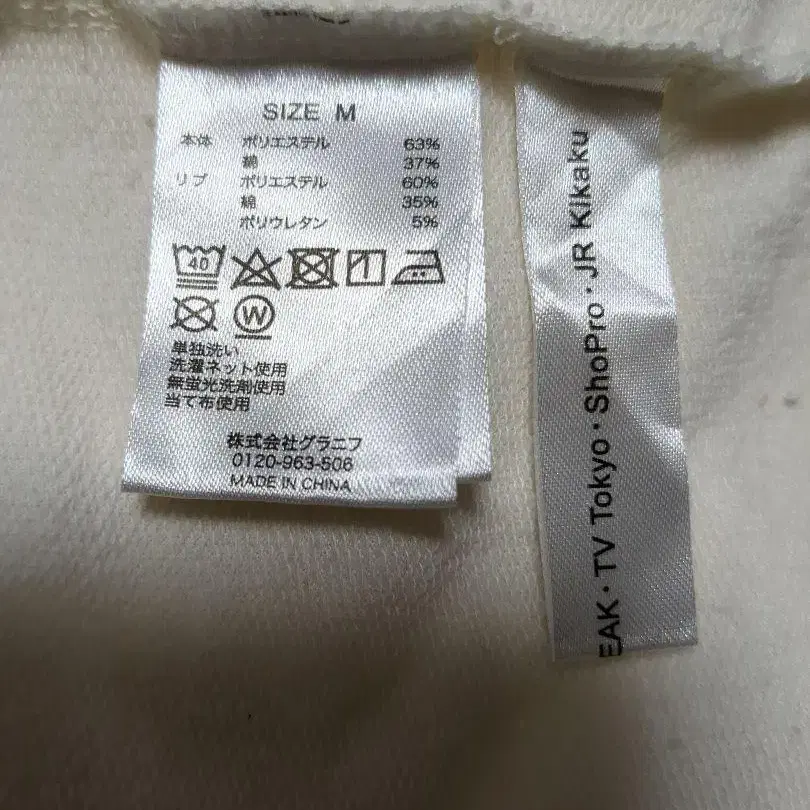 SIZE M
本体 ポリエステル 63%
綿 37%
リブ ポリエステル 60%
綿 35%
ポリウレタン 5%
40
W
単独洗い
洗濯ネット使用
無蛍光洗剤使用
当て布使用
株式会社グラニフ
0120-963-506
MADE IN CHINA
EAK・TV Tokyo・ShoPro・JR Kikaku